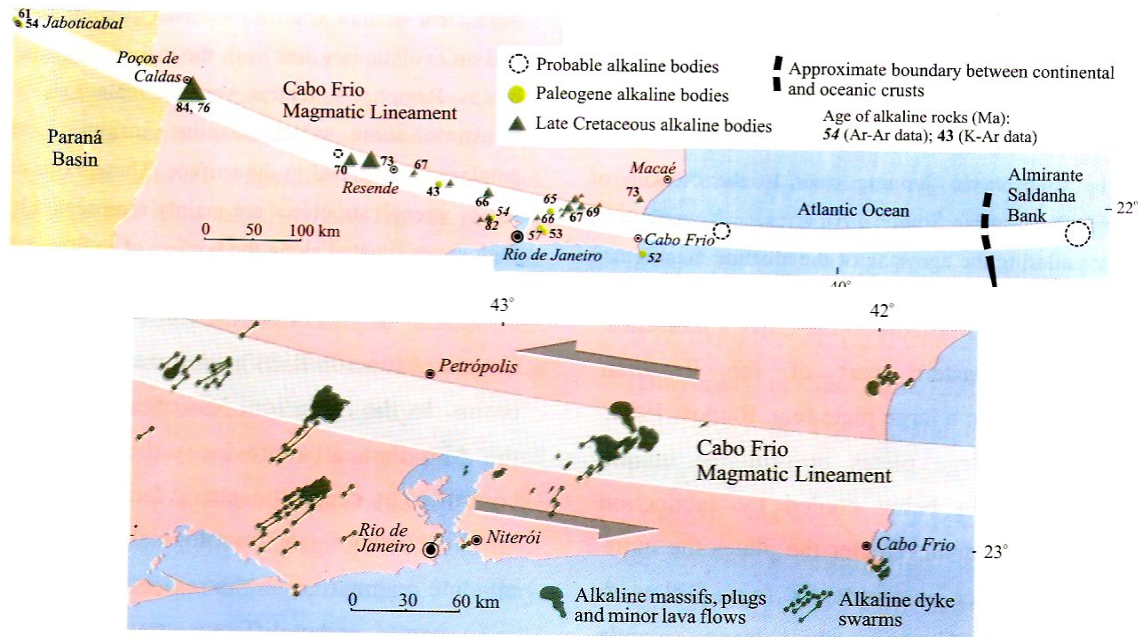 61
54 Jaboticabal
Poços de
Caldas
84, 76
Cabo Frio
Magmatic Lineament
Paraná
Basin
70
73
Resende
67
43
66
82
54
65
66
67
69
57
53
73
Macaé
Cabo Frio
52
Rio de Janeiro
0 50 100 km
Probable alkaline bodies
Paleogene alkaline bodies
Late Cretaceous alkaline bodies
Approximate boundary between continental
and oceanic crusts
Age of alkaline rocks (Ma):
54 (Ar-Ar data); 43 (K-Ar data)
Atlantic Ocean
Almirante
Saldanha
Bank
22°
40°
43°
42°
Petrópolis
Cabo Frio
Magmatic Lineament
Rio de
Janeiro
Niterói
Cabo Frio
23°
0 30 60 km
Alkaline massifs, plugs
and minor lava flows
Alkaline dyke
swarms